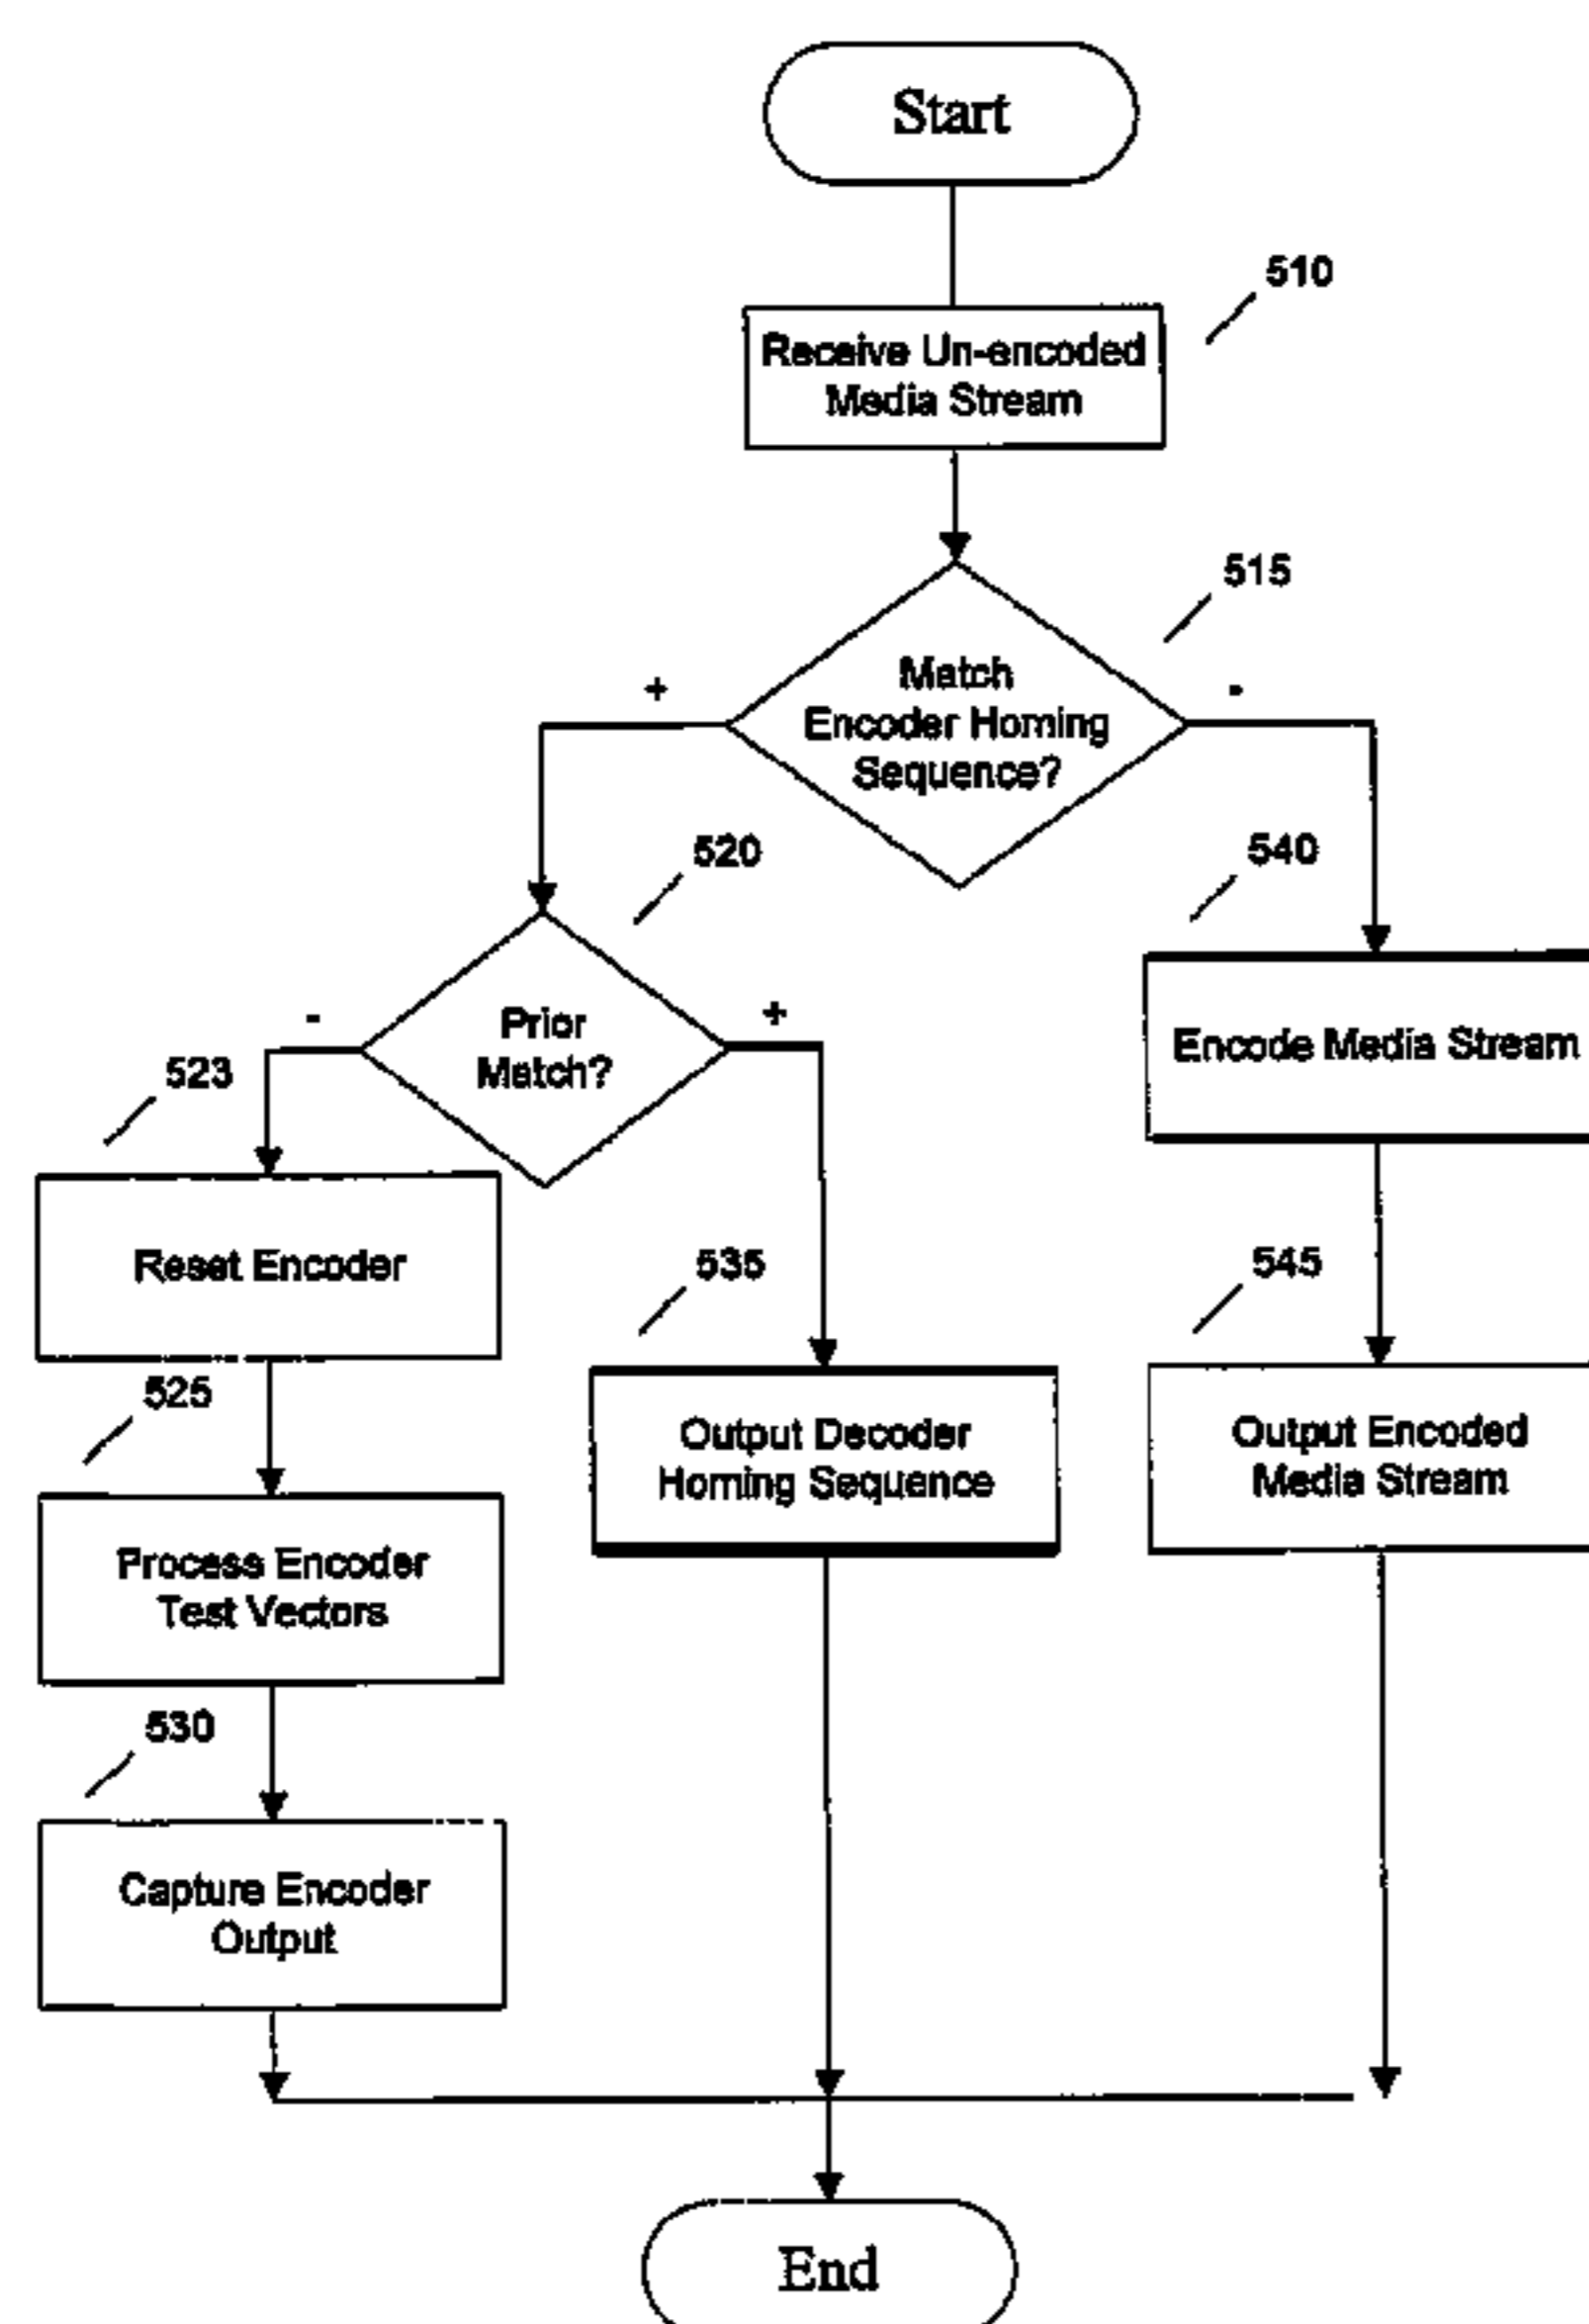 Start
510
Receive Un-encoded
Media Stream
515
Match
Encoder Homing
Sequence?
+
-
520
540
Prior
Match?
-
+
Encode Media Stream
523
Reset Encoder
535
545
525
Output Decoder
Homing Sequence
Output Encoded
Media Stream
Process Encoder
Test Vectors
530
Capture Encoder
Output
End